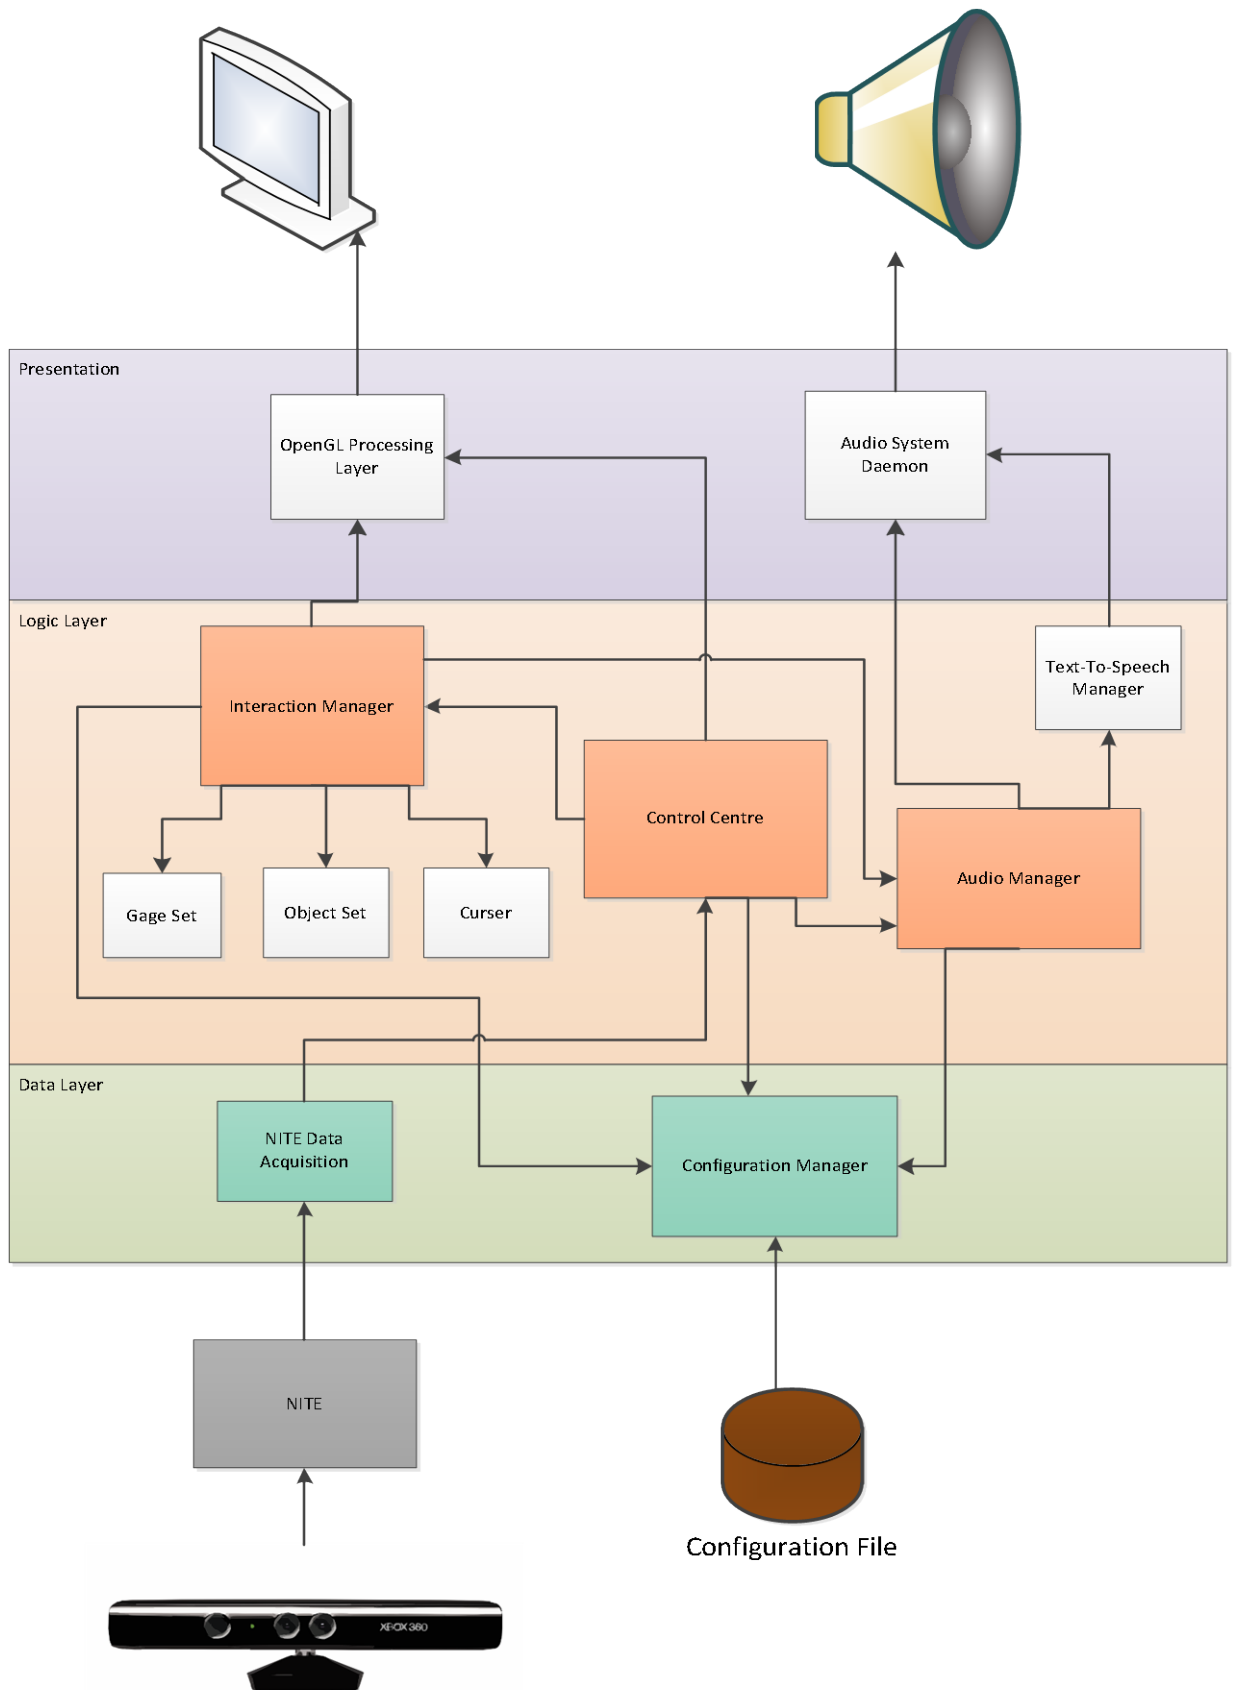 Presentation
OpenGL Processing
Layer
Audio System
Daemon
Logic Layer
Interaction Manager
Text-To-Speech
Manager
Control Centre
Audio Manager
Gage Set
Object Set
Curser
Data Layer
NITE Data
Acquisition
Configuration Manager
NITE
Configuration File
XBOX 360